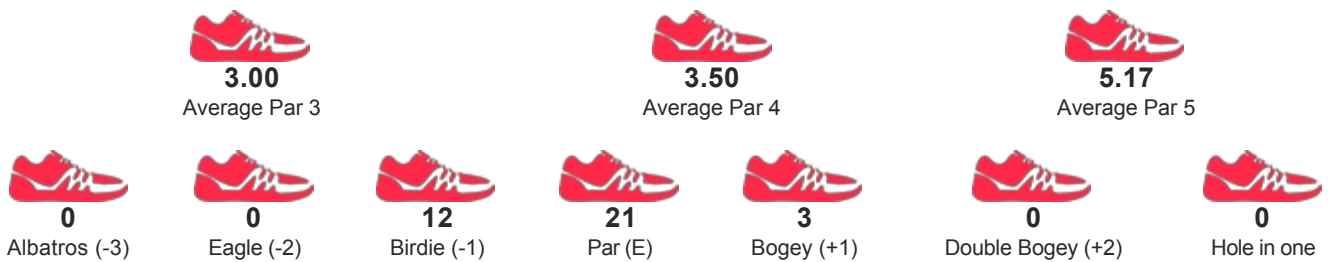 3.00 3.50 5.17
Average Par 3 Average Par 4 Average Par 5
0 0 12 21 3 0 0
Albatros (-3) Eagle (-2) Birdie (-1) Par (E) Bogey (+1) Double Bogey (+2) Hole in one